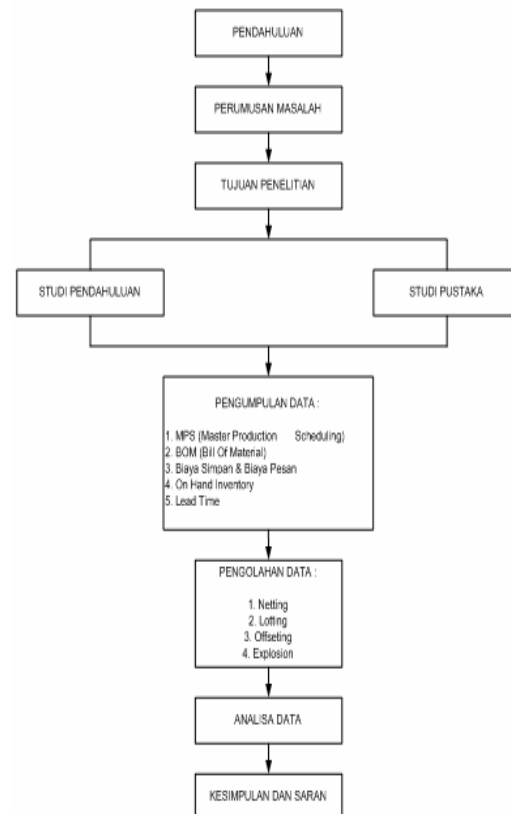 PENDAHULUAN
PERUMUSAN MASALAH
TUJUAN PENELITIAN
STUDI PENDAHULUAN
STUDI PUSTAKA
PENGUMPULAN DATA :
1. MPS (Master Production Scheduling)
2. BOM (Bill Of Material)
3. Biaya Simpan & Biaya Pesan
4. On Hand Inventory
5. Lead Time
PENGOLAHAN DATA :
1. Netting
2. Lotting
3. Offseting
4. Explosion
ANALISA DATA
KESIMPULAN DAN SARAN